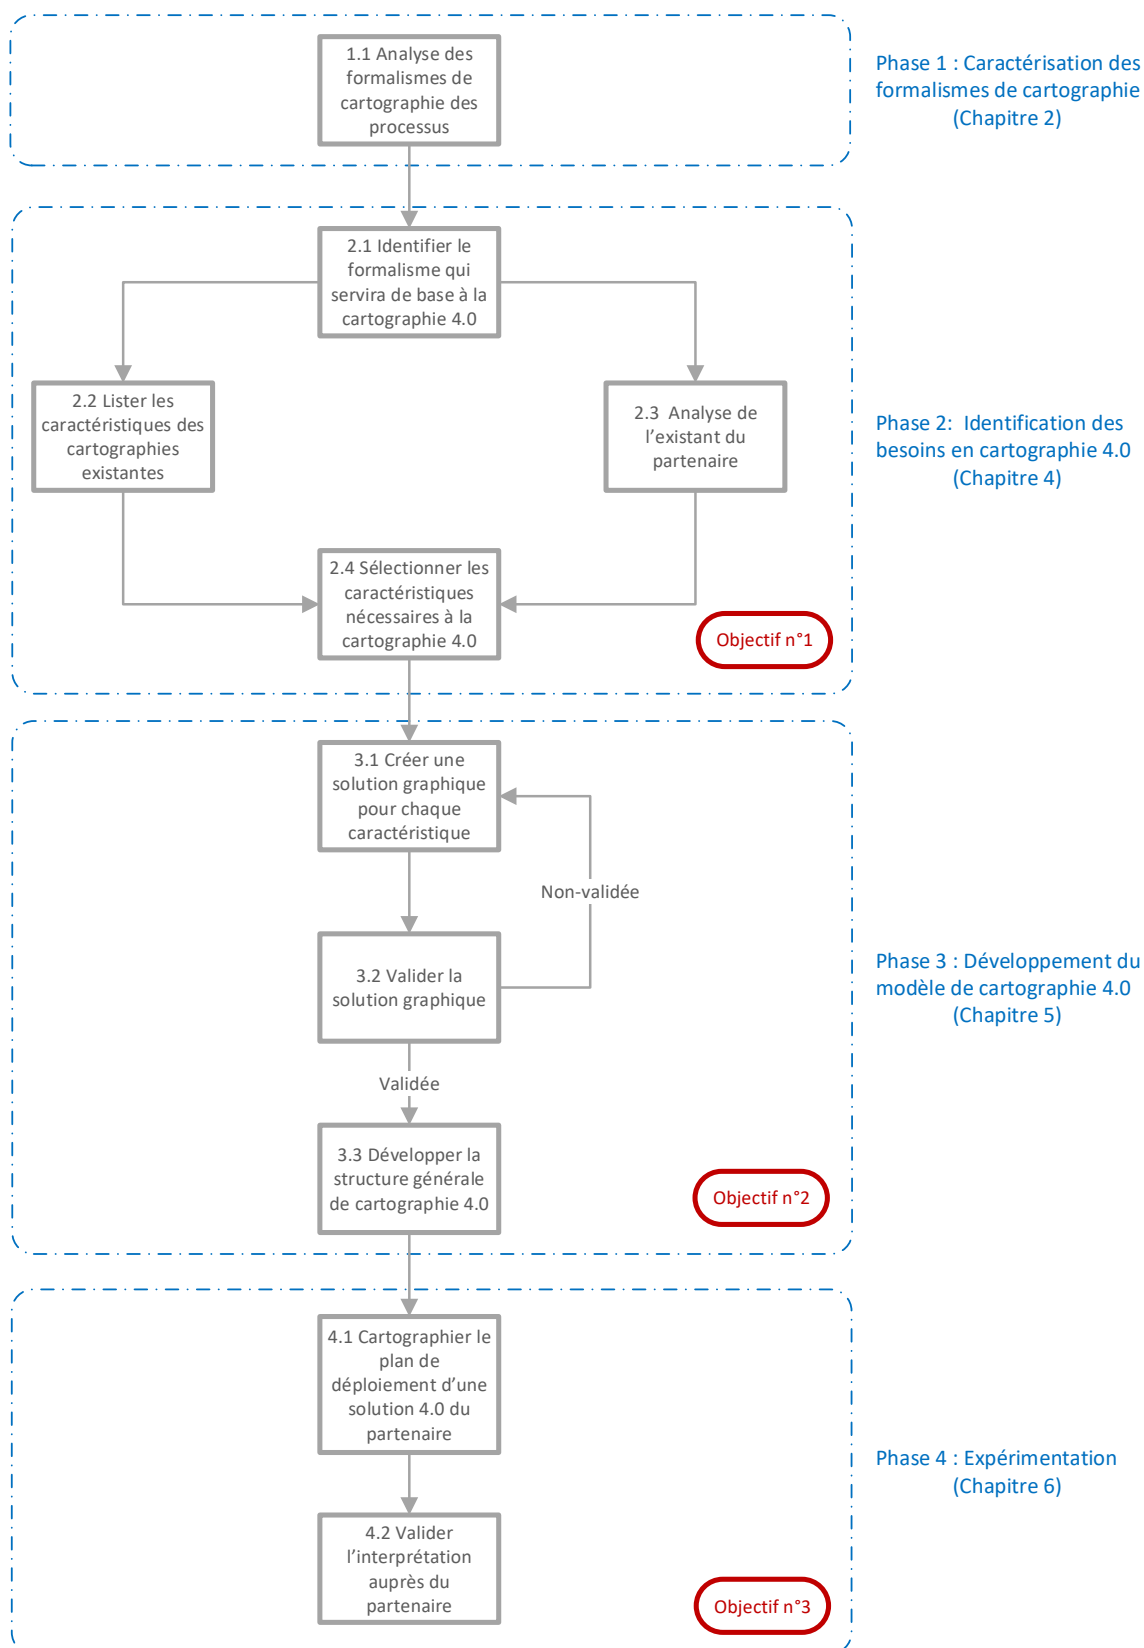 1.1 Analyse des
formalismes de
cartographie des
processus
Phase 1 : Caractérisation des
formalismes de cartographie
(Chapitre 2)
2.1 Identifier le
formalisme qui
servira de base à la
cartographie 4.0
2.2 Lister les
caractéristiques des
cartographies
existantes
2.3 Analyse de
l’existant du
partenaire
Phase 2: Identification des
besoins en cartographie 4.0
(Chapitre 4)
2.4 Sélectionner les
caractéristiques
nécessaires à la
cartographie 4.0
Objectif n°1
3.1 Créer une
solution graphique
pour chaque
caractéristique
Non-validée
3.2 Valider la
solution graphique
Phase 3 : Développement du
modèle de cartographie 4.0
(Chapitre 5)
Validée
3.3 Développer la
structure générale
de cartographie 4.0
Objectif n°2
4.1 Cartographier le
plan de
déploiement d’une
solution 4.0 du
partenaire
Phase 4 : Expérimentation
(Chapitre 6)
4.2 Valider
l’interprétation
auprès du
partenaire
Objectif n°3